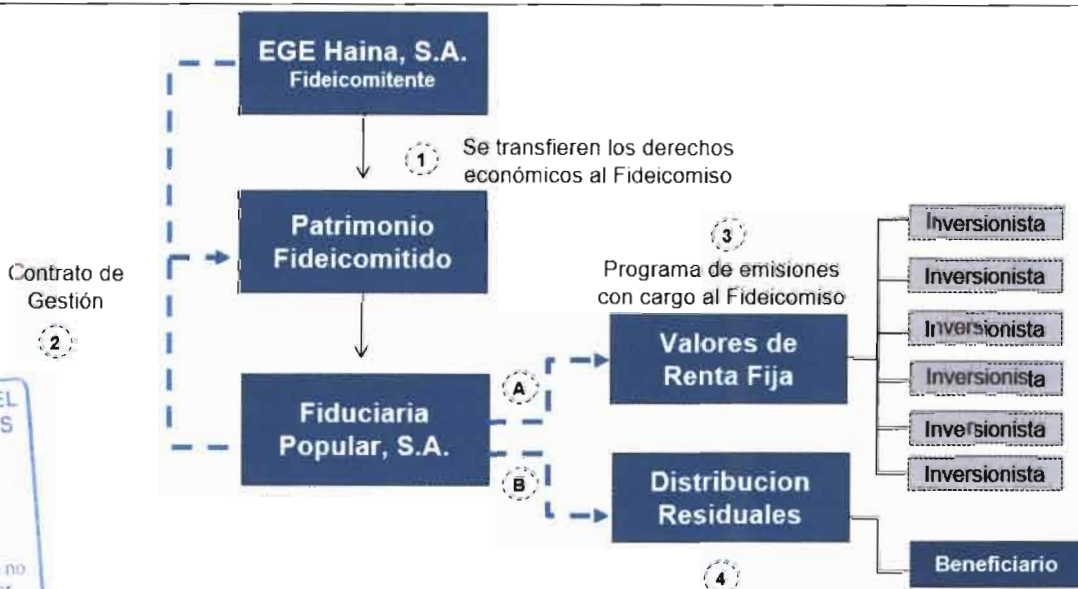 EGE Haina, S.A.
Fideicomitente
1
Se transfieren los derechos
económicos al Fideicomiso
Patrimonio
Fideicomitido
Contrato de
Gestión
2
3
Programa de emisiones
con cargo al Fideicomiso
Fiduciaria
Popular, S.A.
A
B
Valores de
Renta Fija
Distribucion
Residuales
4
Inversionista
Inversionista
Inversionista
Inversionista
Inversionista
Inversionista
Beneficiario
EL
S
no